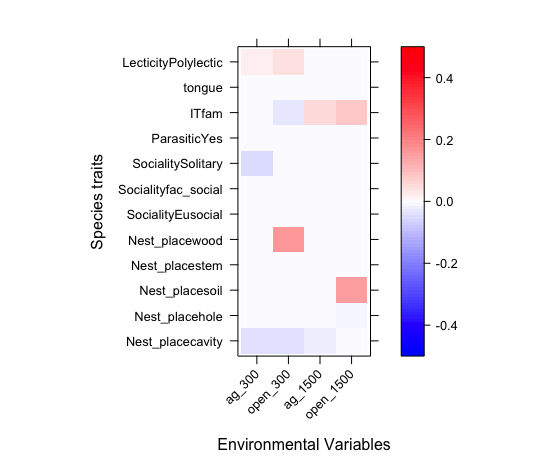 Species traits
LecticityPolylectic
tongue
ITfam
ParasiticYes
SocialitySolitary
Socialityfac_social
SocialityEusocial
Nest_placewood
Nest_placestem
Nest_placesoil
Nest_placehole
Nest_placecavity
ag_300
open_300
ag_1500
open_1500
Environmental Variables
0.4
0.2
0.0
-0.2
-0.4